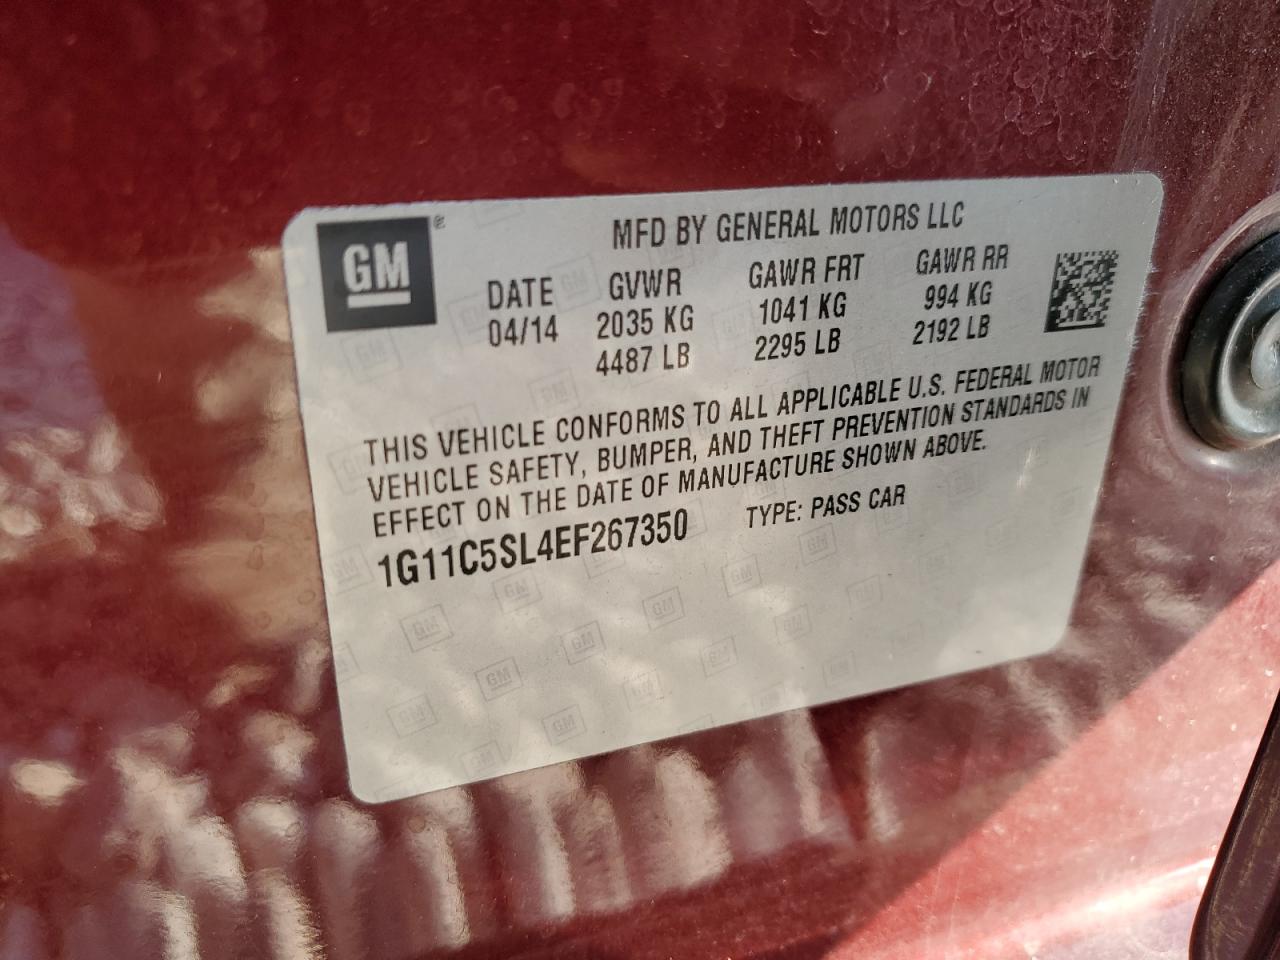 GM®
MFD BY GENERAL MOTORS LLC
DATE GVWR GAWR FRT GAWR RR
04/14 2035 KG 1041 KG 994 KG
4487 LB 2295 LB 2192 LB
THIS VEHICLE CONFORMS TO ALL APPLICABLE U.S. FEDERAL MOTOR
VEHICLE SAFETY, BUMPER, AND THEFT PREVENTION STANDARDS IN
EFFECT ON THE DATE OF MANUFACTURE SHOWN ABOVE.
1G11C5SL4EF267350 TYPE: PASS CAR